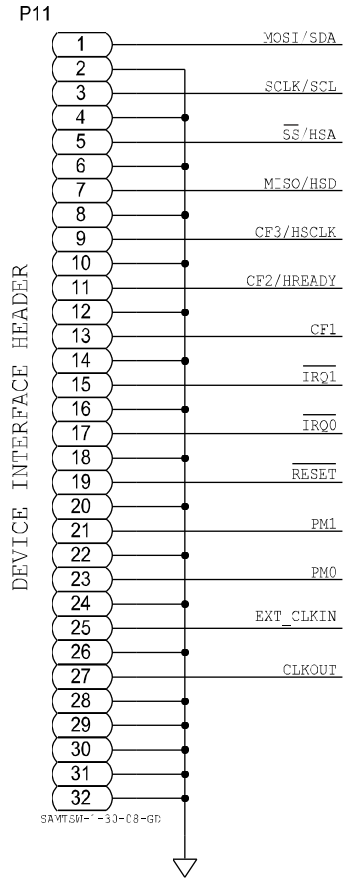 P11
1 MOSI/SDA
2
3 SCLK/SCL
4
5 SS/HSA
6
7 MISO/HSD
8
9 CF3/HSCLK
10
11 CF2/HREADY
12
13 CF1
14
15 IRQ1
16
17 IRQ0
18
19 RESET
20
21 PM1
22
23 PM0
24
25 EXT_CLKIN
26
27 CLKOUT
28
29
30
31
32
DEVICE INTERFACE HEADER